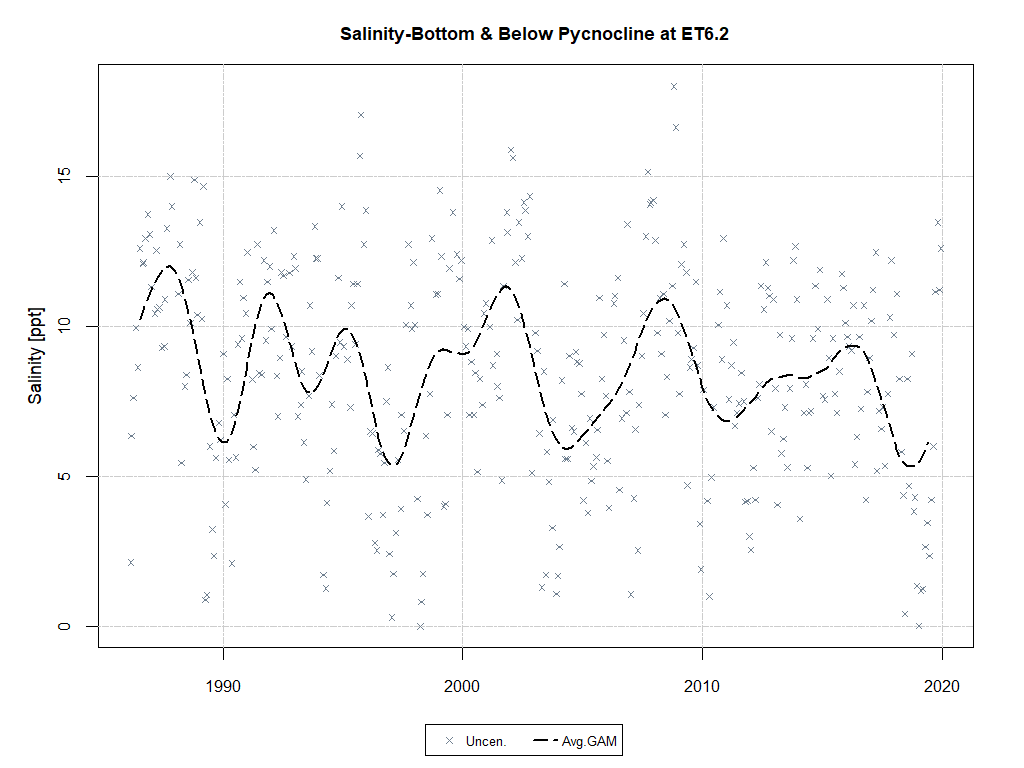 Salinity-Bottom & Below Pycnocline at ET6.2
Salinity [ppt]
15
10
5
0
1990 2000 2010 2020
Uncen. Avg.GAM